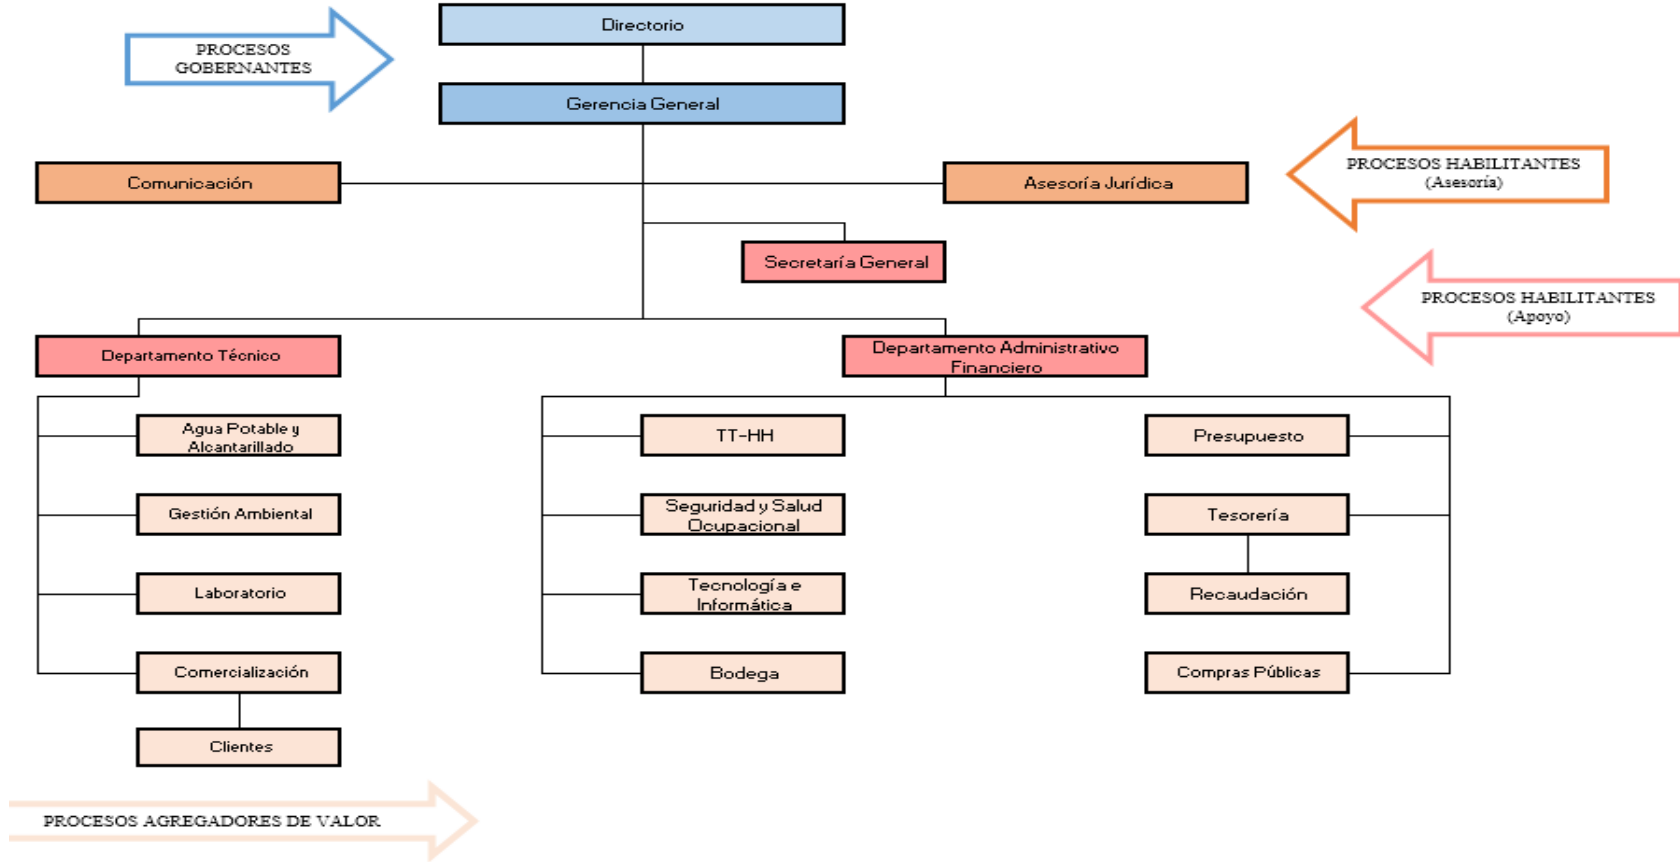 Directorio
PROCESOS
GOBERNANTES
Gerencia General
Comunicación
Asesoría Jurídica
PROCESOS HABILITANTES
(Asesoría)
Secretaría General
PROCESOS HABILITANTES
(Apoyo)
Departamento Técnico
Departamento Administrativo
Financiero
Agua Potable y
Alcantarillado
TT-HH
Presupuesto
Gestión Ambiental
Seguridad y Salud
Ocupacional
Tesorería
Laboratorio
Tecnología e
Informática
Recaudación
Comercialización
Bodega
Compras Públicas
Clientes
PROCESOS AGREGADORES DE VALOR